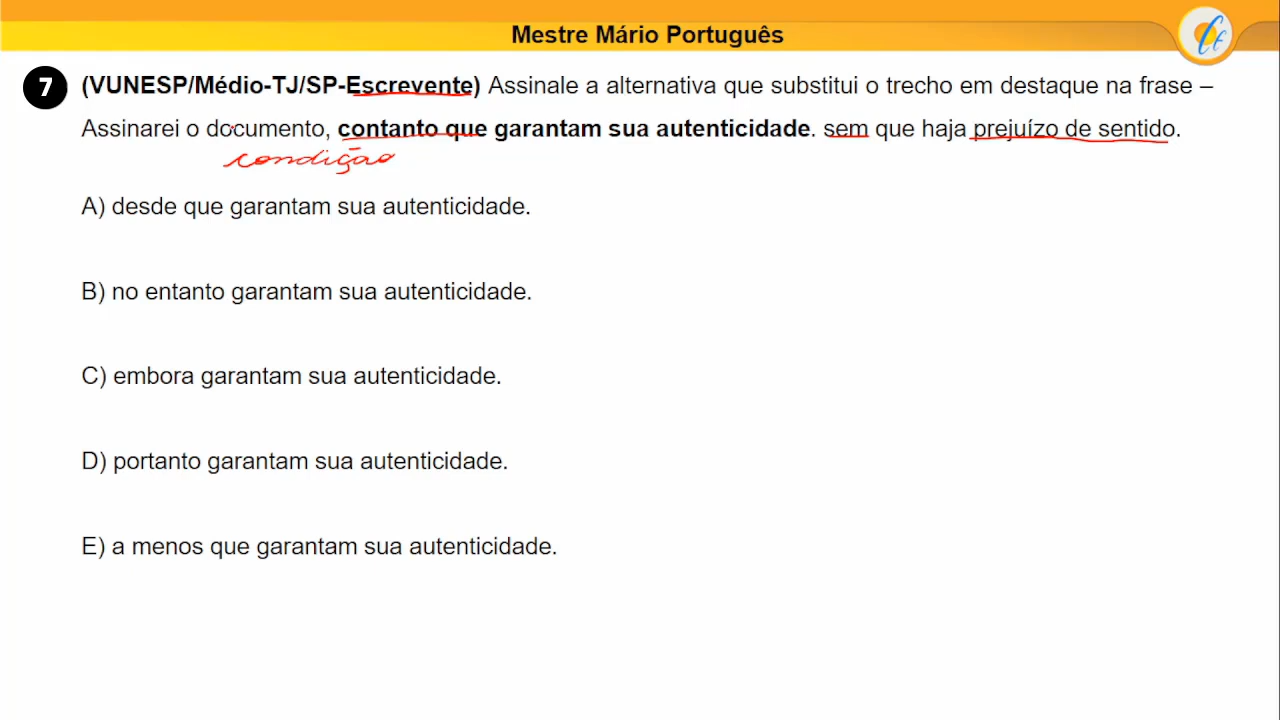 Mestre Mário Português
7 (VUNESP/Médio-TJ/SP-Escrevente) Assinale a alternativa que substitui o trecho em destaque na frase –
Assinarei o documento, contanto que garantam sua autenticidade. sem que haja prejuízo de sentido.
condição
A) desde que garantam sua autenticidade.
B) no entanto garantam sua autenticidade.
C) embora garantam sua autenticidade.
D) portanto garantam sua autenticidade.
E) a menos que garantam sua autenticidade.